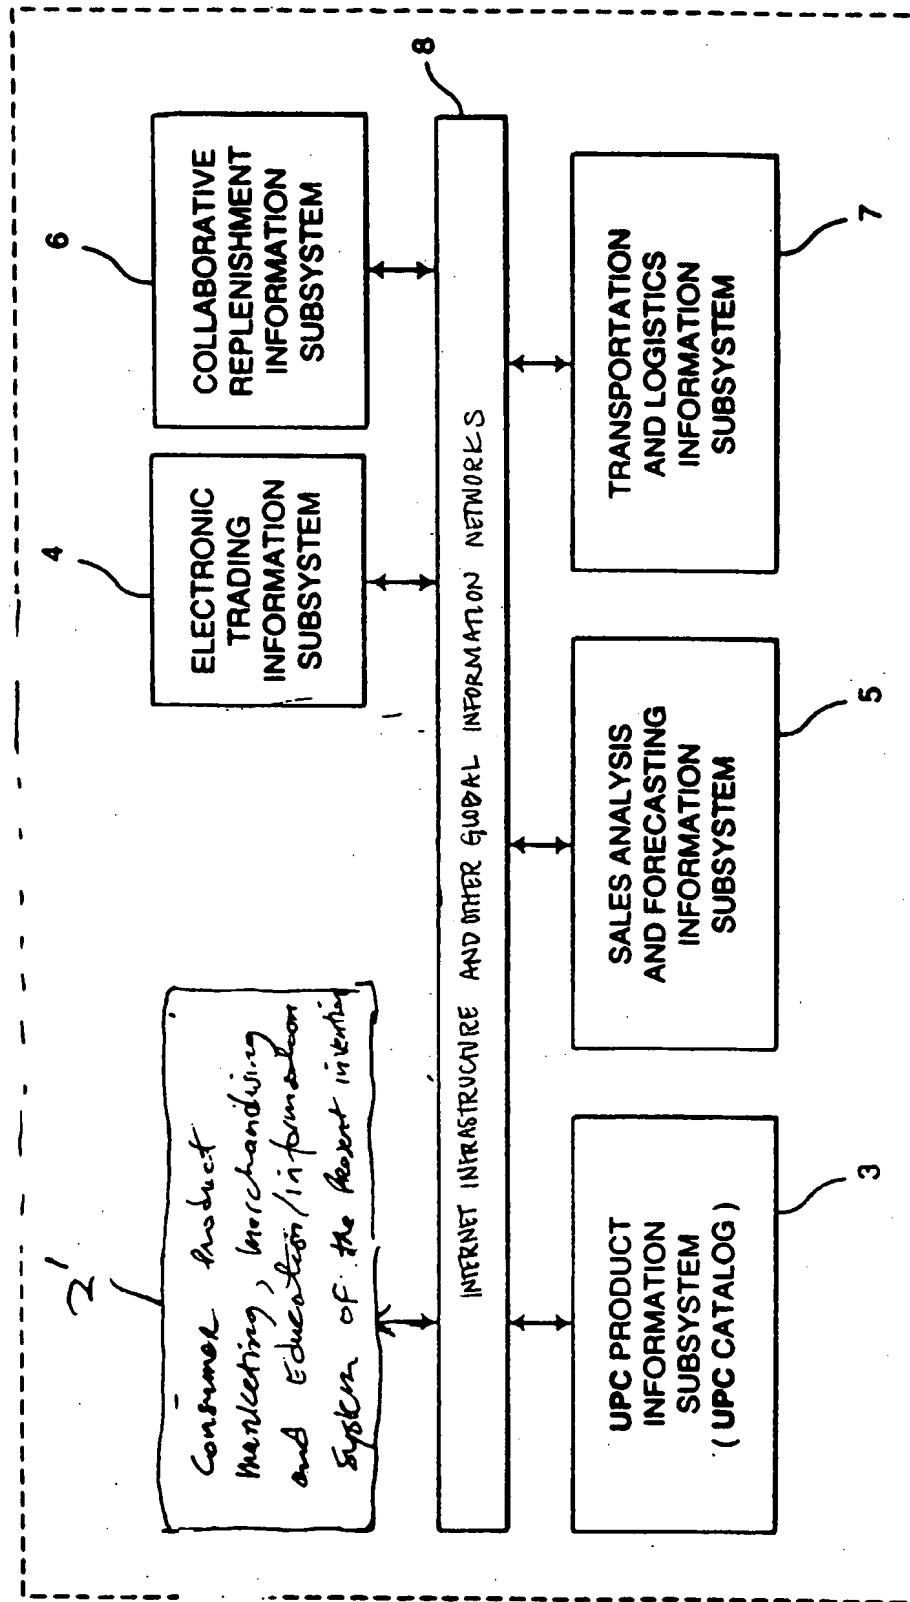 2'
Consumer Product
Marketing, Merchandising
and Education/information
System of the Present invention
4
ELECTRONIC
TRADING
INFORMATION
SUBSYSTEM
6
COLLABORATIVE
REPLENISHMENT
INFORMATION
SUBSYSTEM
8
INTERNET INFRASTRUCTURE AND OTHER GLOBAL INFORMATION NETWORKS
UPC PRODUCT
INFORMATION
SUBSYSTEM
(UPC CATALOG)
3
SALES ANALYSIS
AND FORECASTING
INFORMATION
SUBSYSTEM
5
TRANSPORTATION
AND LOGISTICS
INFORMATION
SUBSYSTEM
7